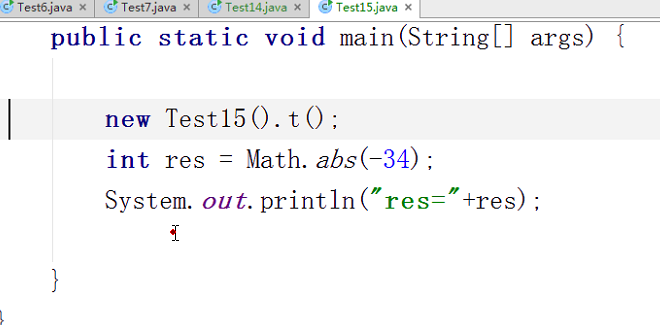 Test6.java × Test7.java × Test14.java × Test15.java ×
public static void main(String[] args) {
new Test15().t();
int res = Math.abs(-34);
System.out.println("res="+res);
}
}